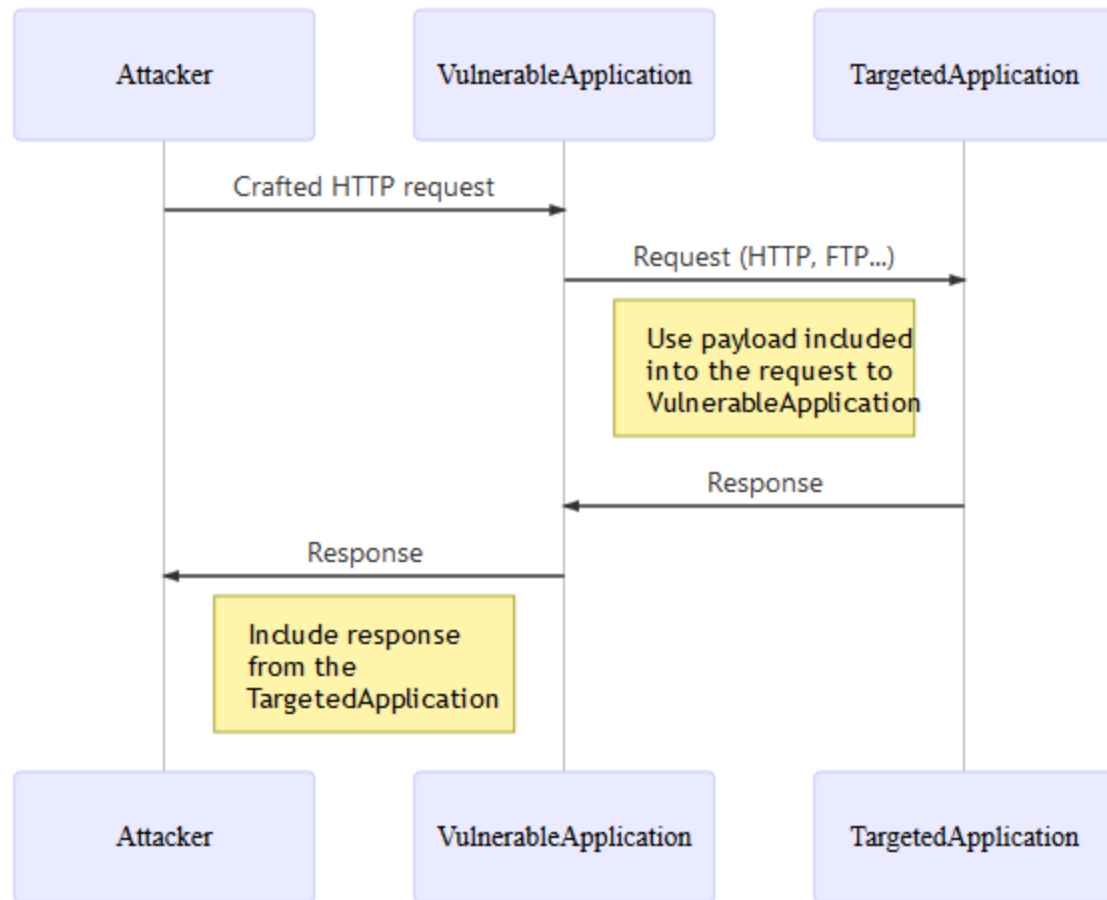 Attacker
VulnerableApplication
TargetedApplication
Crafted HTTP request
Request (HTTP, FTP...)
Use payload included
into the request to
VulnerableApplication
Response
Response
Include response
from the
TargetedApplication
Attacker
VulnerableApplication
TargetedApplication